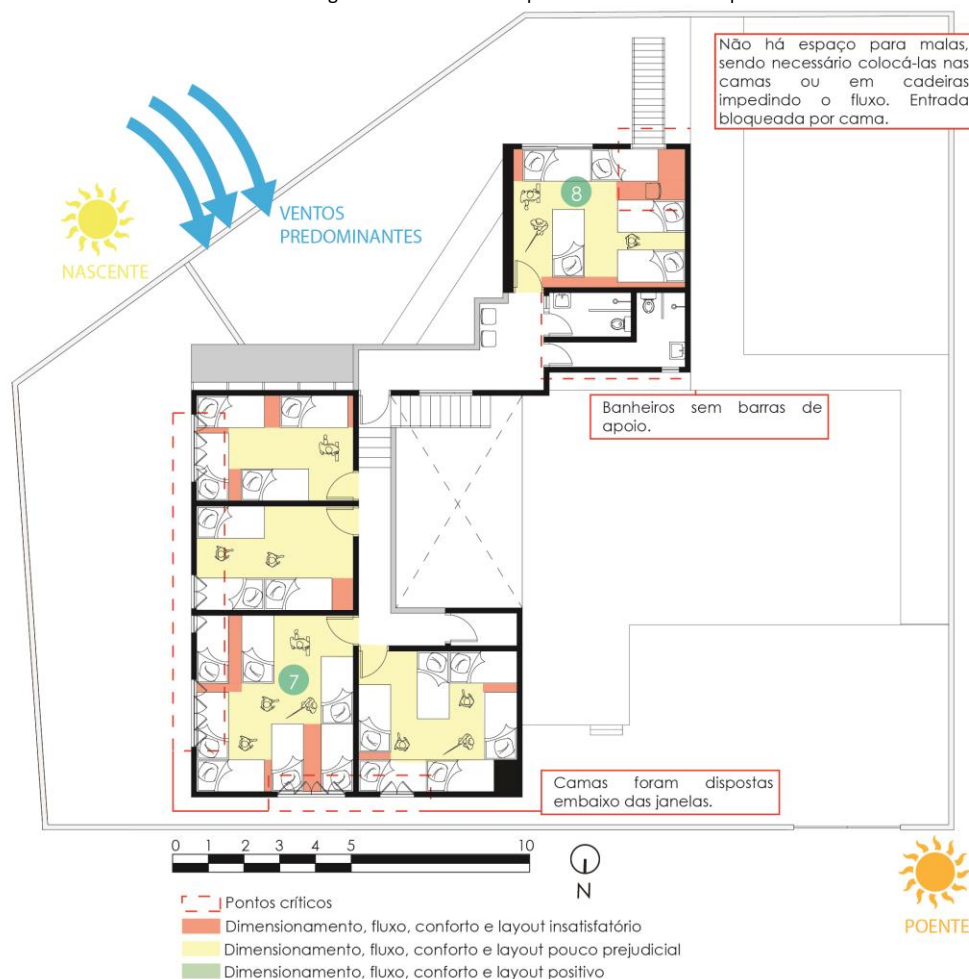 Não há espaço para malas,
sendo necessário colocá-las nas
camas ou em cadeiras
impedindo o fluxo. Entrada
bloqueada por cama.
VENTOS
PREDOMINANTES
NASCENTE
8
Banheiros sem barras de
apoio.
7
Camas foram dispostas
embaixo das janelas.
0 1 2 3 4 5 10
N
POENTE
Pontos críticos
Dimensionamento, fluxo, conforto e layout insatisfatório
Dimensionamento, fluxo, conforto e layout pouco prejudicial
Dimensionamento, fluxo, conforto e layout positivo